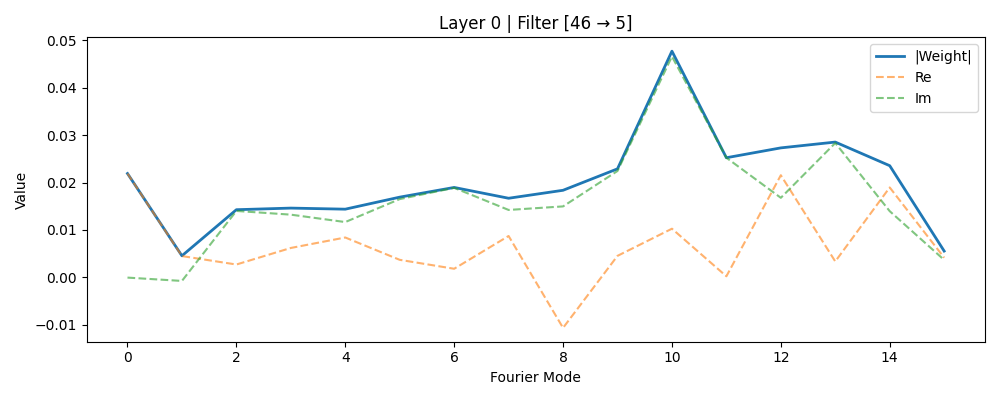 Layer 0 | Filter [46 → 5]
0.05
0.04
0.03
0.02
0.01
0.00
−0.01
Value
|Weight|
Re
Im
0 2 4 6 8 10 12 14
Fourier Mode